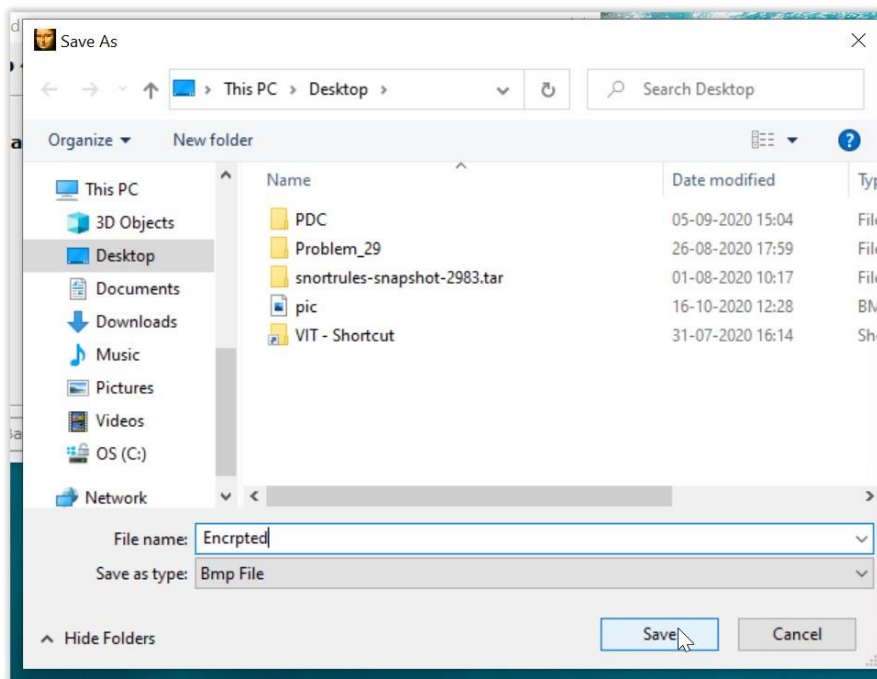 Save As
This PC > Desktop >
Search Desktop
Organize
New folder
?
Name
Date modified
This PC
3D Objects
Desktop
Documents
Downloads
Music
Pictures
Videos
OS (C:)
Network
PDC 05-09-2020 15:04
Problem_29 26-08-2020 17:59
snortrules-snapshot-2983.tar 01-08-2020 10:17
pic 16-10-2020 12:28
VIT - Shortcut 31-07-2020 16:14
File name: Encrpted
Save as type: Bmp File
Hide Folders
Save
Cancel